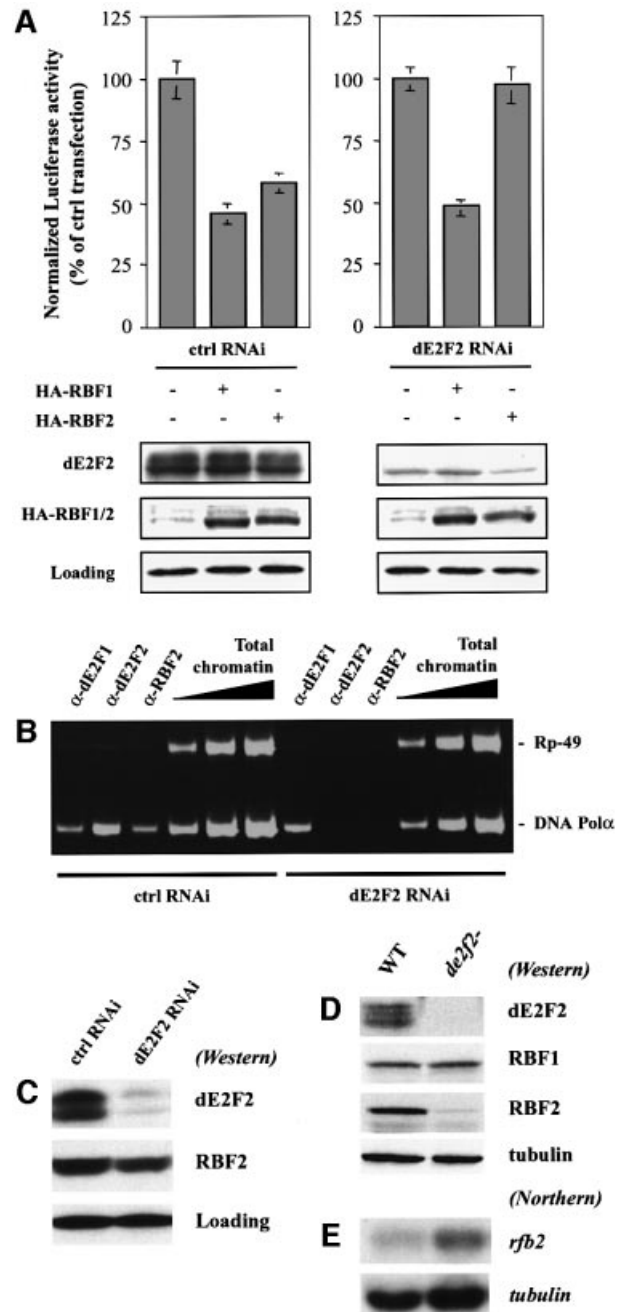 A
Normalized Luciferase activity
(% of ctrl transfection)
125
100
75
50
25
0
125
100
75
50
25
0
ctrl RNAi
dE2F2 RNAi
HA-RBF1 - + - - + -
HA-RBF2 - - + - - +
dE2F2
HA-RBF1/2
Loading
B
α-dE2F1
α-dE2F2
α-RBF2
Total
chromatin
α-dE2F1
α-dE2F2
α-RBF2
Total
chromatin
- Rp-49
- DNA Polα
ctrl RNAi
dE2F2 RNAi
C
ctrl RNAi
dE2F2 RNAi
(Western)
dE2F2
RBF2
Loading
D
WT
de2f2-
(Western)
dE2F2
RBF1
RBF2
tubulin
(Northern)
E
rfb2
tubulin